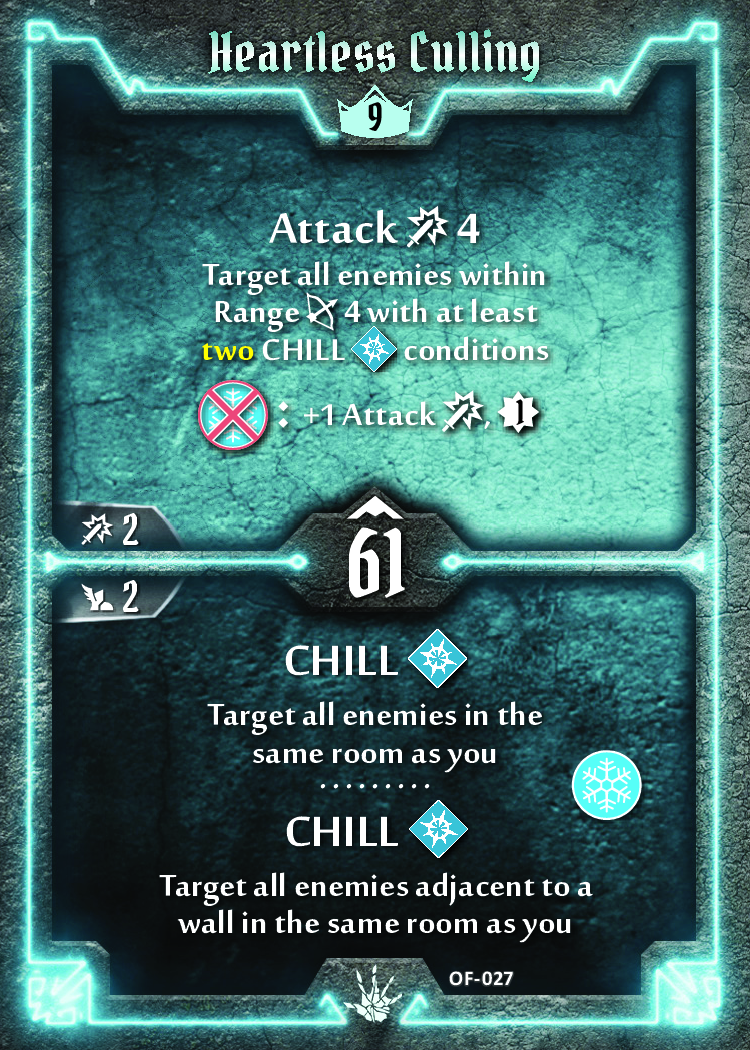 Heartless Culling
9
Attack 4
Target all enemies within
Range 4 with at least
two CHILL conditions
: +1 Attack , 1
2
61
2
CHILL
Target all enemies in the
same room as you
.........
CHILL
Target all enemies adjacent to a
wall in the same room as you
OF-027